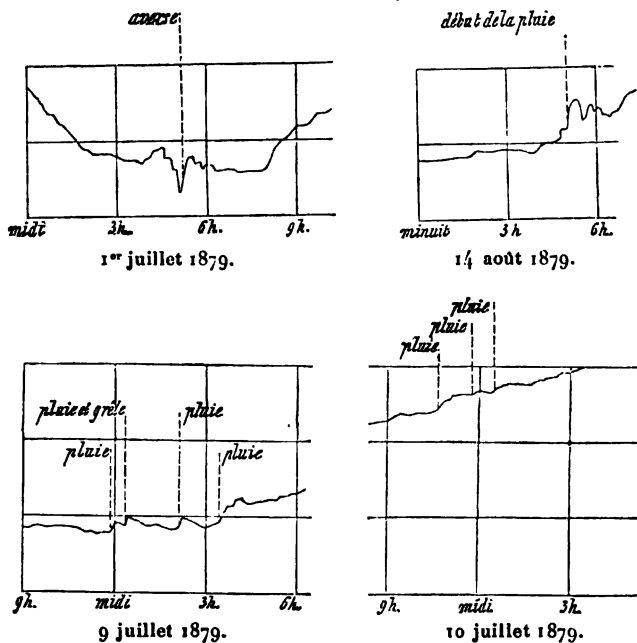 averse
début de la pluie
midi 3h. 6h. 9h.
minuit 3h 6h.
1er juillet 1879.
14 août 1879.
pluie
pluie
pluie
pluie et grêle pluie
pluie pluie
9h. midi 3h. 6h.
9h. midi 3h.
9 juillet 1879.
10 juillet 1879.